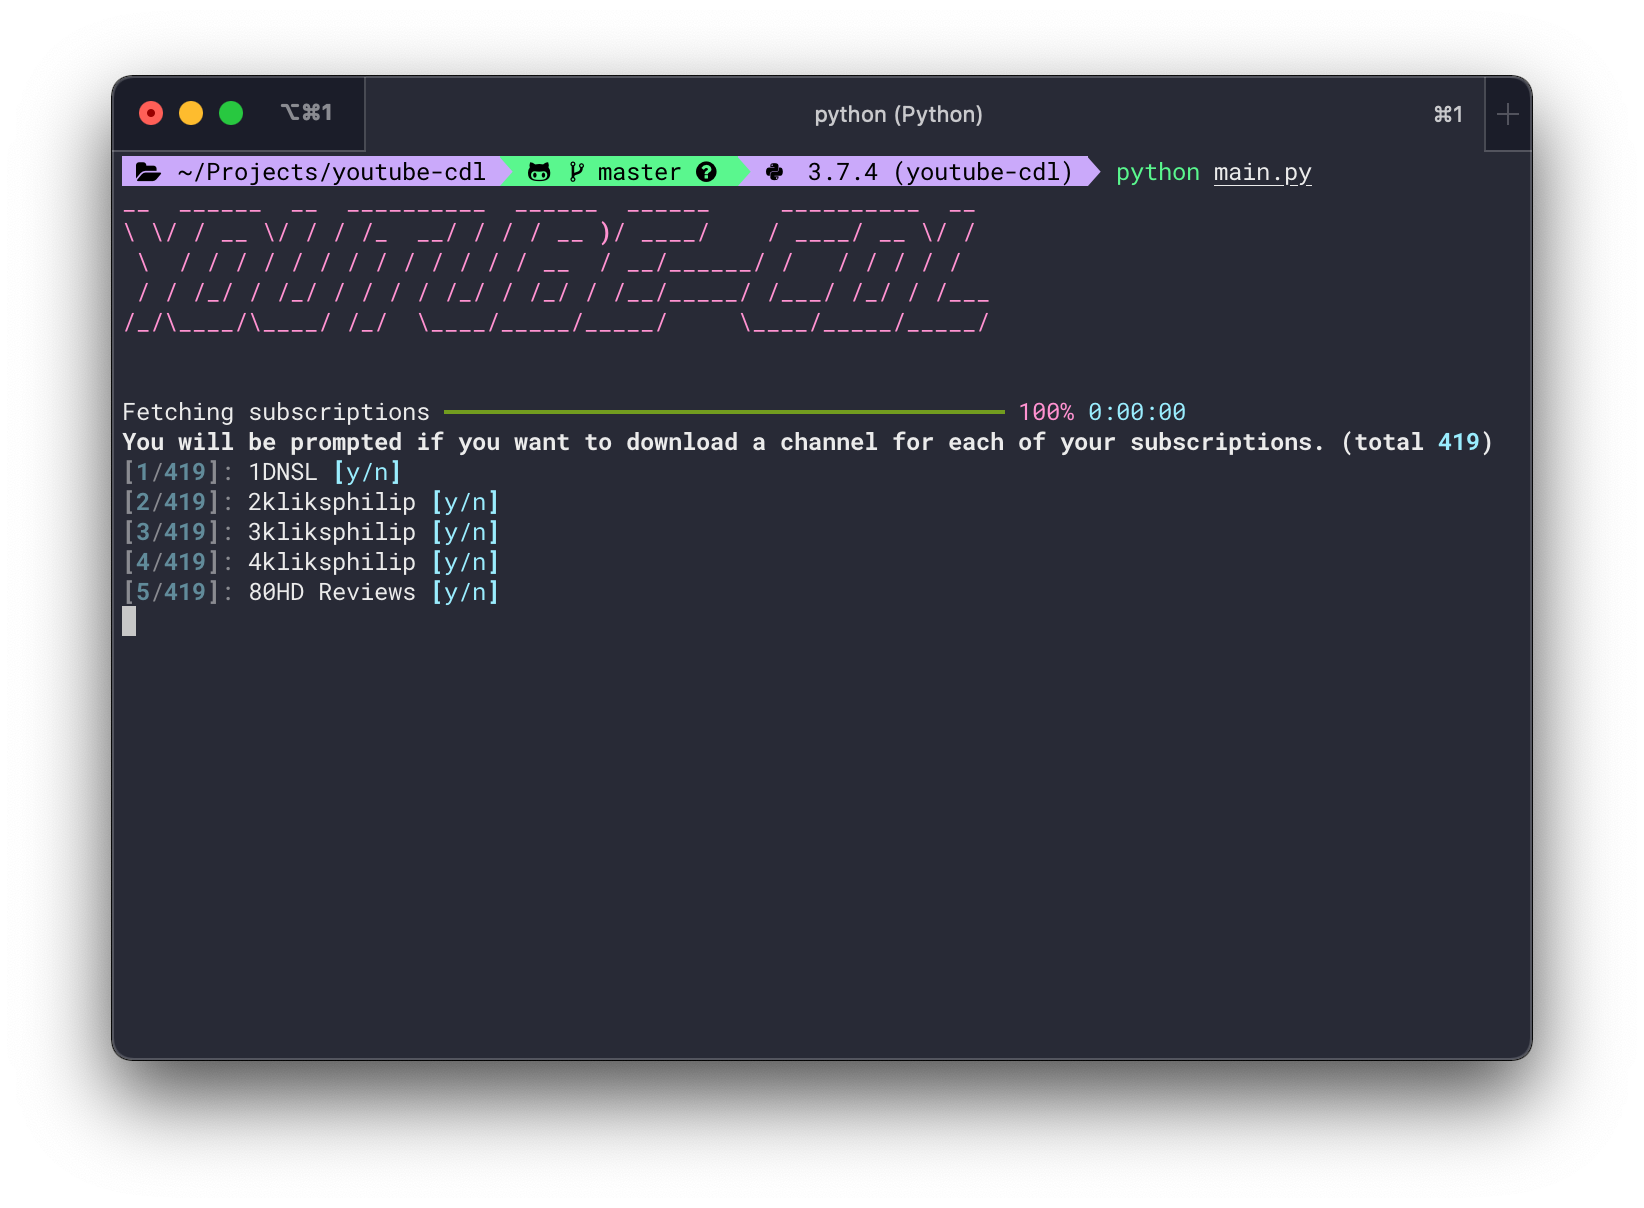 ⌥⌘1 python (Python) ⌘1
~/Projects/youtube-cdl master 3.7.4 (youtube-cdl) python main.py
__  ______  __  __________  ______  ______     __________  __
\ \/ / __ \/ / / /_  __/ / / / __ )/ ____/    / ____/ __ \/ /
 \  / / / / / / / / / / / / / __  / __/______/ /   / / / / /
 / / /_/ / /_/ / / / / /_/ / /_/ / /__/_____/ /___/ /_/ / /___
/_/\____/\____/ /_/  \____/_____/_____/     \____/_____/_____/
Fetching subscriptions 100% 0:00:00
You will be prompted if you want to download a channel for each of your subscriptions. (total 419)
[1/419]: 1DNSL [y/n]
[2/419]: 2kliksphilip [y/n]
[3/419]: 3kliksphilip [y/n]
[4/419]: 4kliksphilip [y/n]
[5/419]: 80HD Reviews [y/n]